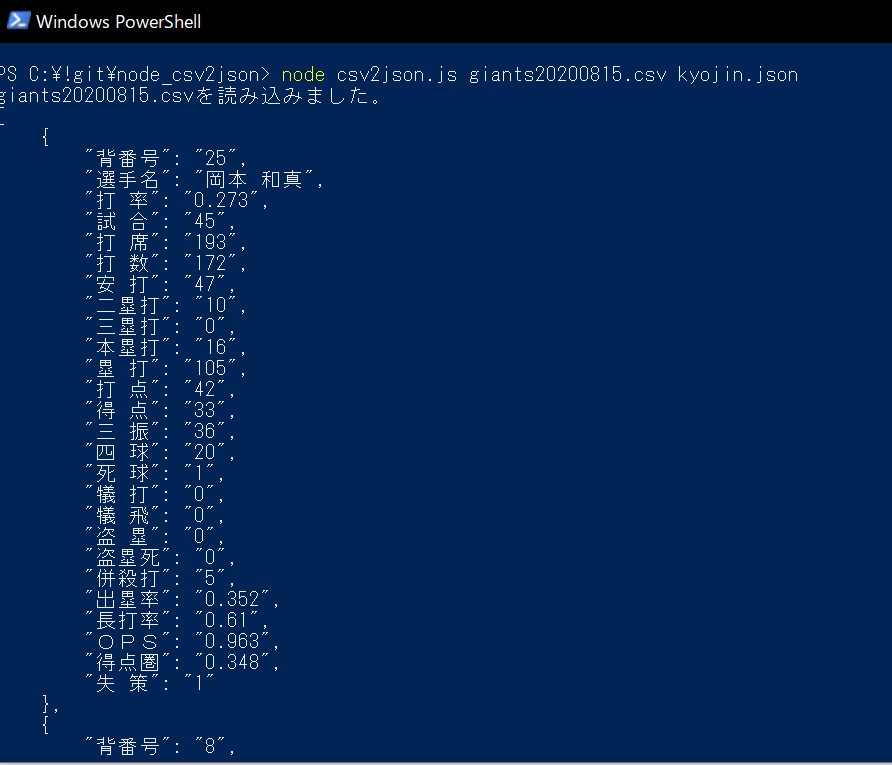 Windows PowerShell
PS C:¥!git¥node_csv2json> node csv2json.js giants20200815.csv kyojin.json
giants20200815.csvを読み込みました。
[
{
"背番号": "25",
"選手名": "岡本 和真",
"打 率": "0.273",
"試 合": "45",
"打 席": "193",
"打 数": "172",
"安 打": "47",
"二塁打": "10",
"三塁打": "0",
"本塁打": "16",
"塁 打": "105",
"打 点": "42",
"得 点": "33",
"三 振": "36",
"四 球": "20",
"死 球": "1",
"犠 打": "0",
"犠 飛": "0",
"盗 塁": "0",
"盗塁死": "0",
"併殺打": "5",
"出塁率": "0.352",
"長打率": "0.61",
"ＯＰＳ": "0.963",
"得点圏": "0.348",
"失 策": "1"
},
{
"背番号": "8",